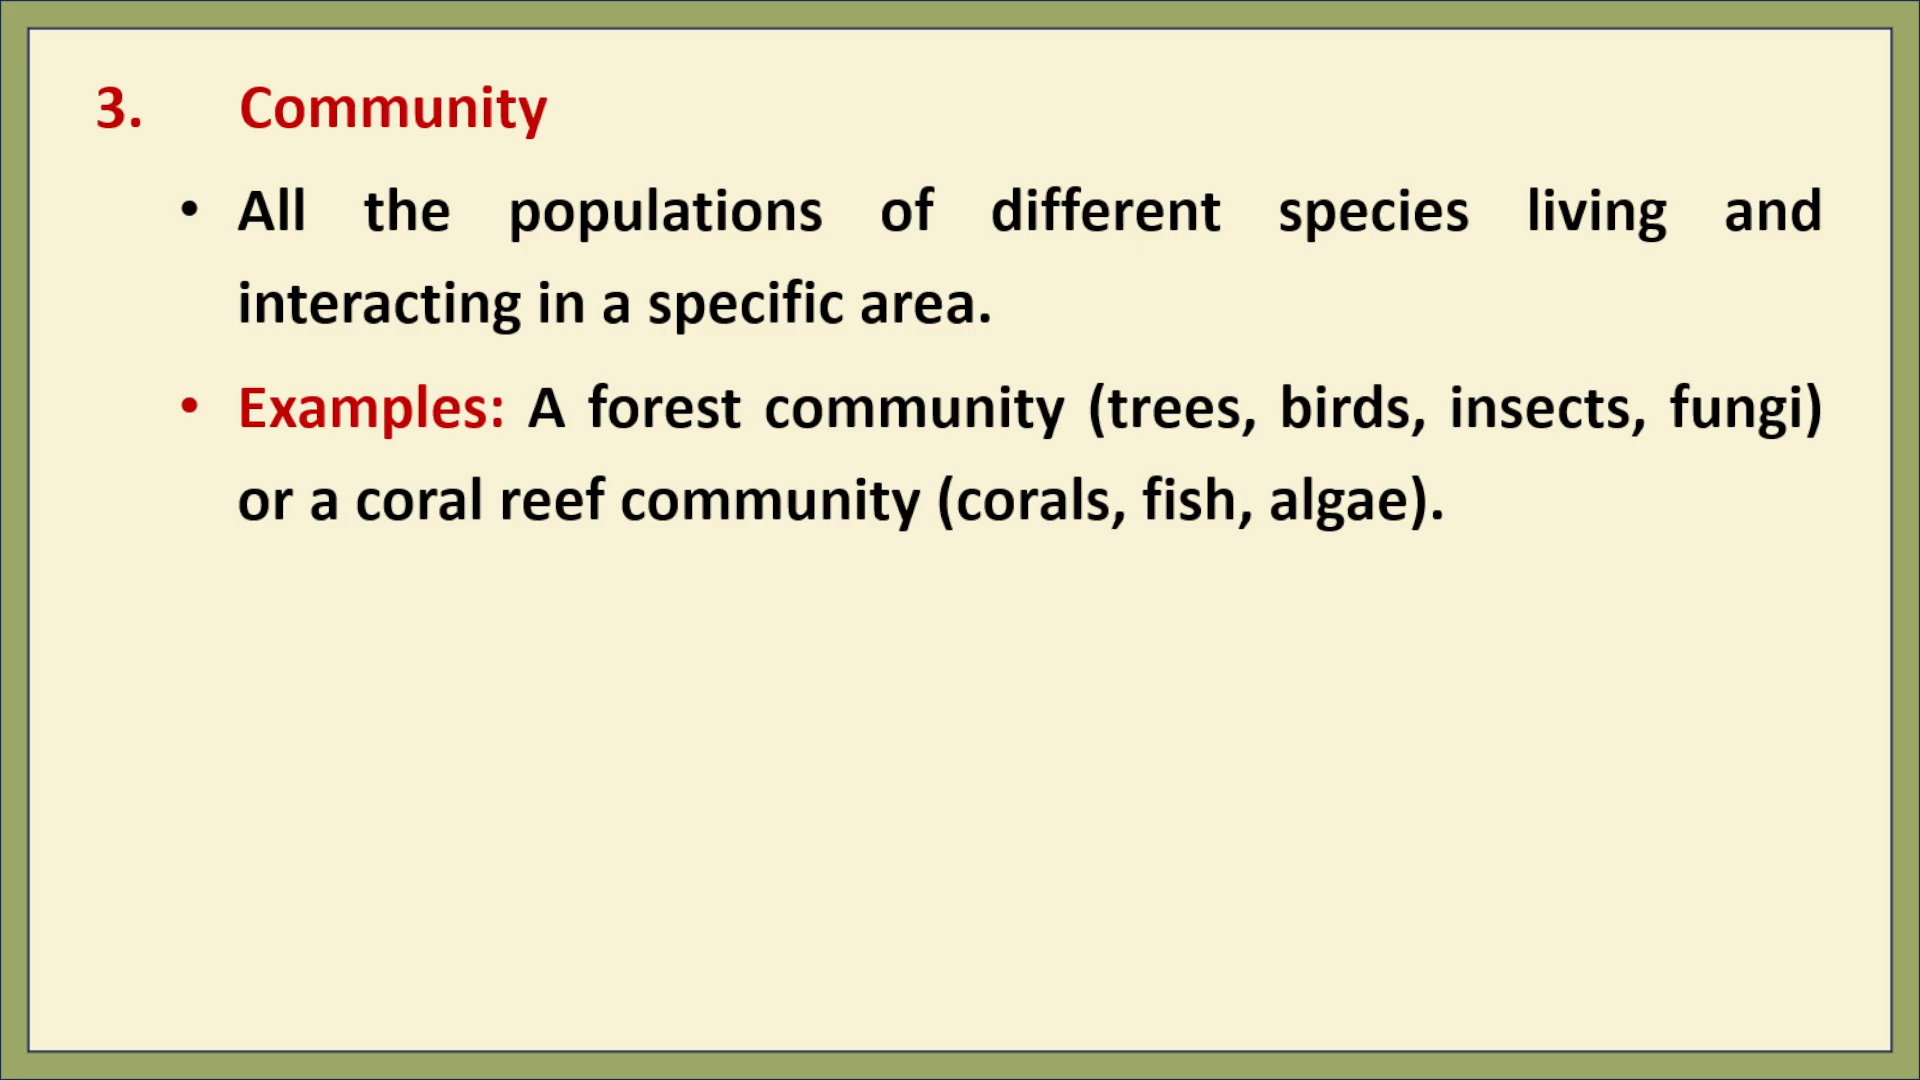 3. Community
• All the populations of different species living and
interacting in a specific area.
• Examples: A forest community (trees, birds, insects, fungi)
or a coral reef community (corals, fish, algae).